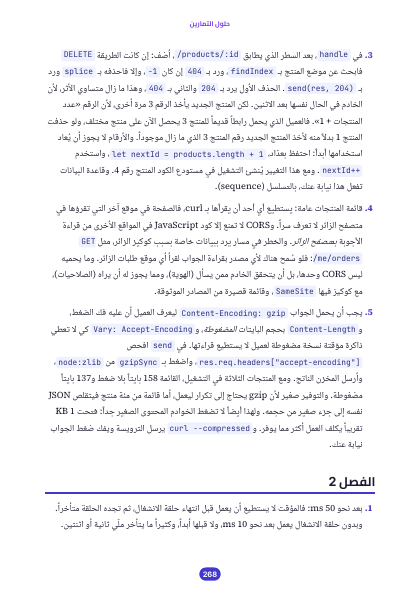 حلول التمارين
3. في handle، بعد السطر الذي يطابق /products/:id، أضف: إن كانت الطريقة DELETE
فابحث عن موضع المنتج بـ findIndex، ورد بـ 404 إن كان -1، وإلا فاحذفه بـ splice ورد
بـ send(res, 204). الحذف الأول يرد بـ 204 والثاني بـ 404، وهذا ما زال متساوي الأثر، لأن
الخادم في الحال نفسها بعد الاثنين. لكن المنتج الجديد يأخذ الرقم 3 مرة أخرى، لأن الرقم «عدد
المنتجات + 1»، فالعميل الذي يحمل رابطاً قديماً للمنتج 3 يحصل الآن على منتج مختلف، ولو حذفت
المنتج 1 بدلاً منه لأخذ المنتج الجديد الرقم 3 الذي ما زال موجوداً. والأرقام لا يجوز أن يُعاد
استخدامها أبداً: احتفظ بعدّاد، let nextId = products.length + 1، واستخدم
nextId++. ومع هذا التغيير يُنشئ التشغيل في مستودع الكود المنتج رقم 4. وقاعدة البيانات
تفعل هذا نيابة عنك، بالتسلسل (sequence).
4. قائمة المنتجات عامة: يستطيع أي أحد أن يقرأها بـ curl، فالصفحة في موقع آخر التي تقرؤها في
متصفح الزائر لا تعرف سراً. وCORS لا تمنع إلا كود JavaScript في المواقع الأخرى من قراءة
الأجوبة بمتصفح الزائر. والخطر في مسار يرد ببيانات خاصة بسبب كوكيز الزائر، مثل GET
/me/orders: فلو سُمح هناك لأي مصدر بقراءة الجواب لقرأ أي موقع طلبات الزائر. وما يحميه
ليس CORS وحدها، بل أن يتحقق الخادم ممن يسأل (الهوية)، ومما يجوز له أن يراه (الصلاحيات)،
مع كوكيز فيها SameSite، وقائمة قصيرة من المصادر الموثوقة.
5. يجب أن يحمل الجواب Content-Encoding: gzip ليعرف العميل أن عليه فك الضغط،
وContent-Length بحجم البايتات المضغوطة، وVary: Accept-Encoding كي لا تعطي
ذاكرة مؤقتة نسخة مضغوطة لعميل لا يستطيع قراءتها. في send افحص
res.req.headers["accept-encoding"]، واضغط بـ gzipSync من node:zlib،
وأرسل المخزن الناتج. ومع المنتجات الثلاثة في التشغيل، القائمة 158 بايتاً بلا ضغط و137 بايتاً
مضغوطة. والتوفير صغير لأن gzip يحتاج إلى تكرار ليعمل، أما قائمة من مئة منتج فيتقلص JSON
نفسه إلى جزء صغير من حجمه. ولهذا أيضاً لا تضغط الخوادم المحتوى الصغير جداً: فتحت 1 KB
تقريباً يكلف العمل أكثر مما يوفر. وcurl --compressed يرسل الترويسة ويفك ضغط الجواب
نيابة عنك.
الفصل 2
1. بعد نحو 50 ms: فالمؤقت لا يستطيع أن يعمل قبل انتهاء حلقة الانشغال، ثم تجده الحلقة متأخراً.
وبدون حلقة الانشغال يعمل بعد نحو 10 ms، ولا قبلها أبداً، وكثيراً ما يتأخر ملّي ثانية أو اثنتين.
268